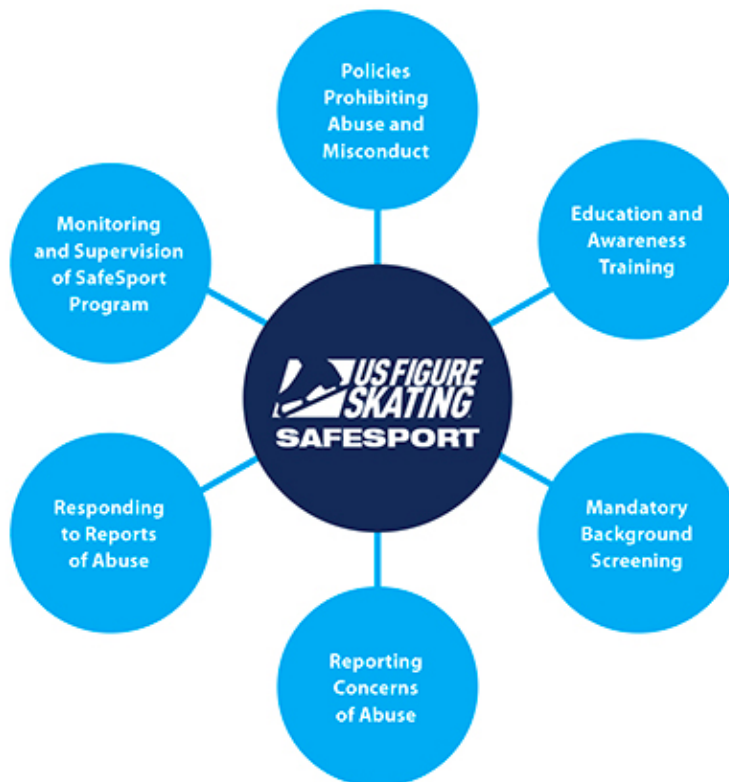 Policies
Prohibiting
Abuse and
Misconduct
Education and
Awareness
Training
Mandatory
Background
Screening
Reporting
Concerns
of Abuse
Responding
to Reports
of Abuse
Monitoring
and Supervision
of SafeSport
Program
US FIGURE
SKATING
SAFESPORT